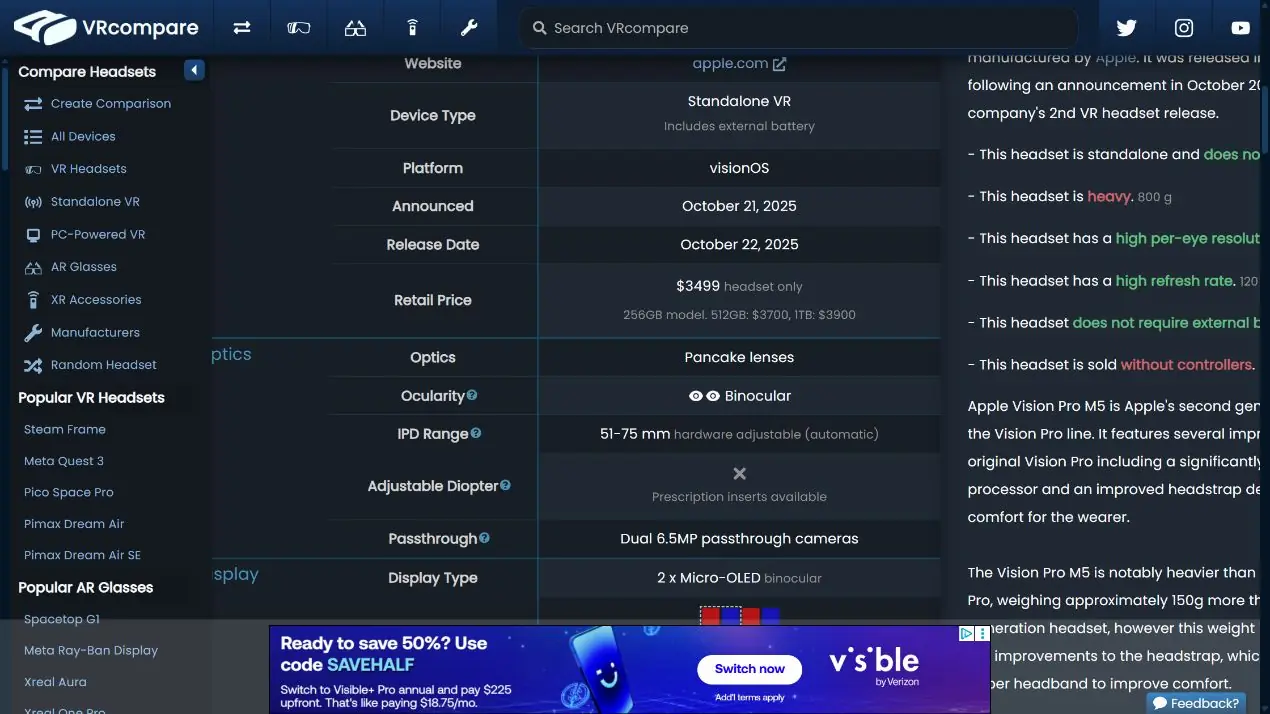 VRcompare
Search VRcompare
Compare Headsets
Create Comparison
All Devices
VR Headsets
Standalone VR
PC-Powered VR
AR Glasses
XR Accessories
Manufacturers
Random Headset
Popular VR Headsets
Steam Frame
Meta Quest 3
Pico Space Pro
Pimax Dream Air
Pimax Dream Air SE
Popular AR Glasses
Spacetop G1
Meta Ray-Ban Display
Xreal Aura
Xreal One Pro
Website
apple.com
Device Type
Standalone VR
Includes external battery
Platform
visionOS
Announced
October 21, 2025
Release Date
October 22, 2025
Retail Price
$3499 headset only
256GB model. 512GB: $3700, 1TB: $3900
ptics
Optics
Pancake lenses
Ocularity
Binocular
IPD Range
51-75 mm hardware adjustable (automatic)
Adjustable Diopter
Prescription inserts available
Passthrough
Dual 6.5MP passthrough cameras
splay
Display Type
2 x Micro-OLED binocular
manufactured by Apple. It was released i
following an announcement in October 20
company's 2nd VR headset release.
- This headset is standalone and does no
- This headset is heavy. 800 g
- This headset has a high per-eye resolut
- This headset has a high refresh rate. 120
- This headset does not require external b
- This headset is sold without controllers.
Apple Vision Pro M5 is Apple's second gen
the Vision Pro line. It features several impr
original Vision Pro including a significantly
processor and an improved headstrap de
comfort for the wearer.
The Vision Pro M5 is notably heavier than
Pro, weighing approximately 150g more th
neration headset, however this weight
improvements to the headstrap, whic
per headband to improve comfort.
Ready to save 50%? Use
code SAVEHALF
Switch to Visible+ Pro annual and pay $225
upfront. That's like paying $18.75/mo.
Switch now
Add'l terms apply
visible
by Verizon
Feedback?